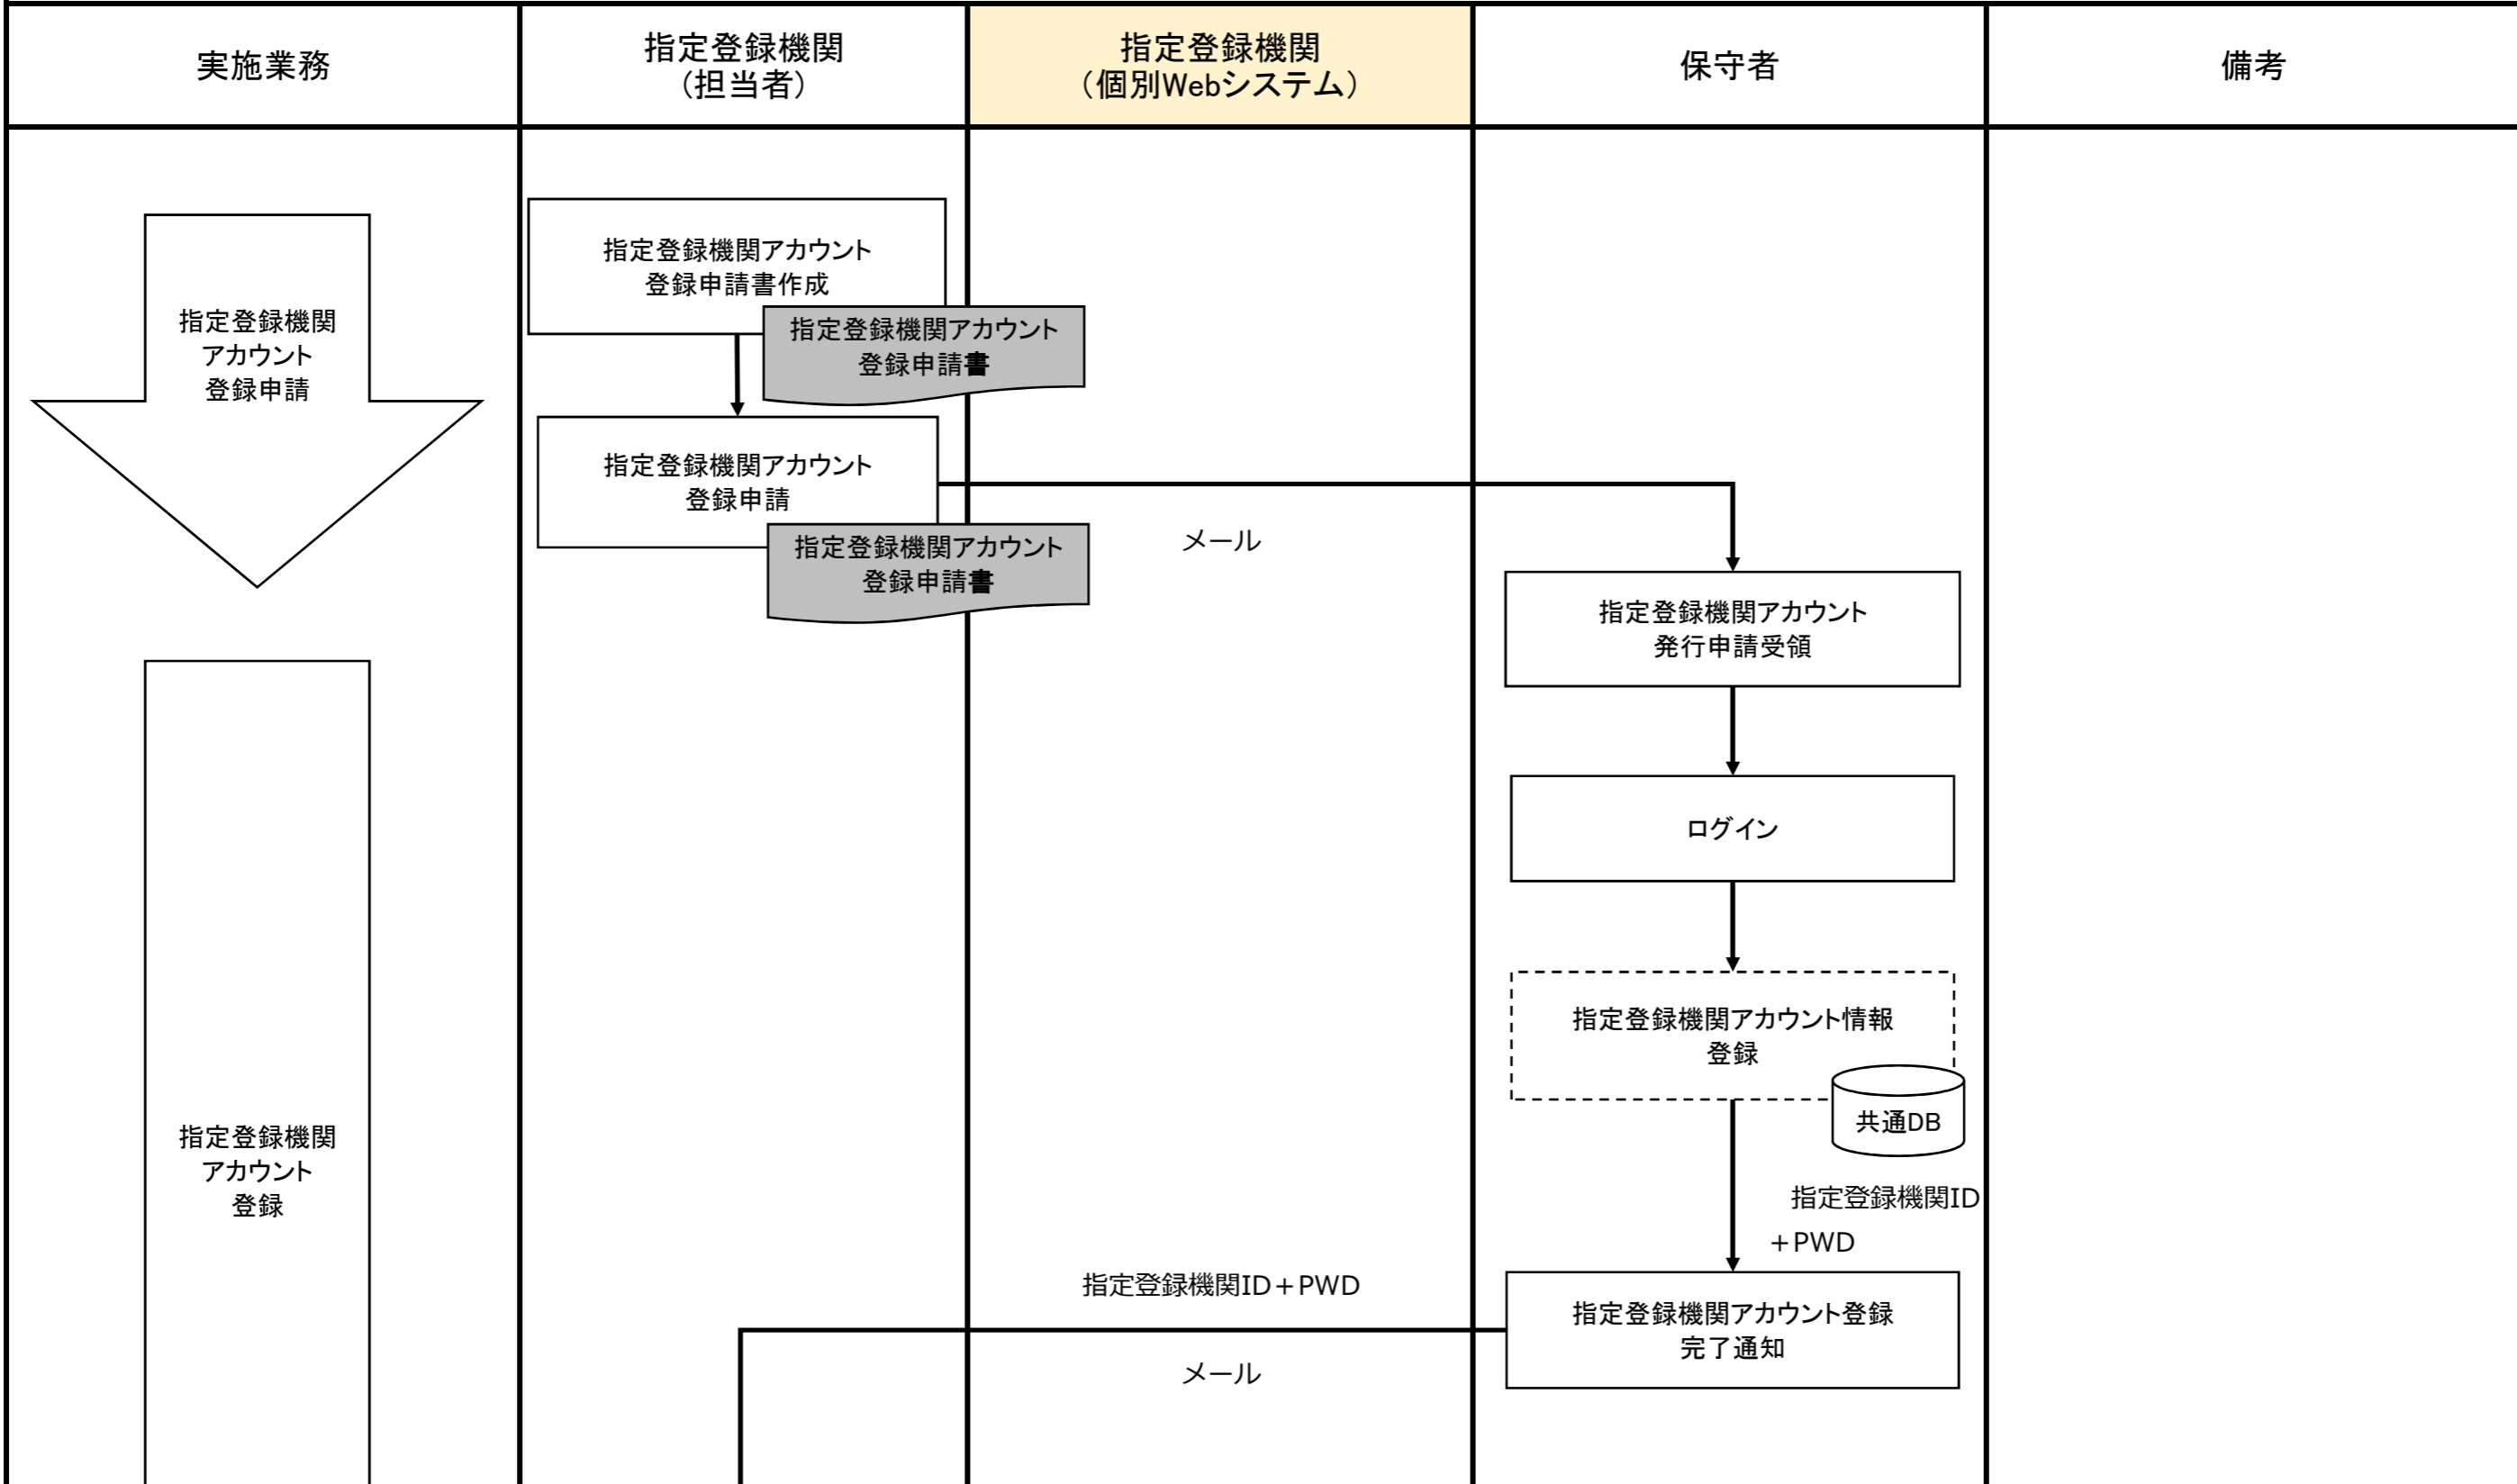 実施業務
指定登録機関
（担当者）
指定登録機関
（個別Webシステム）
保守者
備考
指定登録機関
アカウント
登録申請
指定登録機関アカウント
登録申請書作成
指定登録機関アカウント
登録申請書
指定登録機関アカウント
登録申請
指定登録機関アカウント
登録申請書
メール
指定登録機関アカウント
発行申請受領
ログイン
指定登録機関アカウント情報
登録
共通DB
指定登録機関
アカウント
登録
指定登録機関ID
＋PWD
指定登録機関ID＋PWD
指定登録機関アカウント登録
完了通知
メール